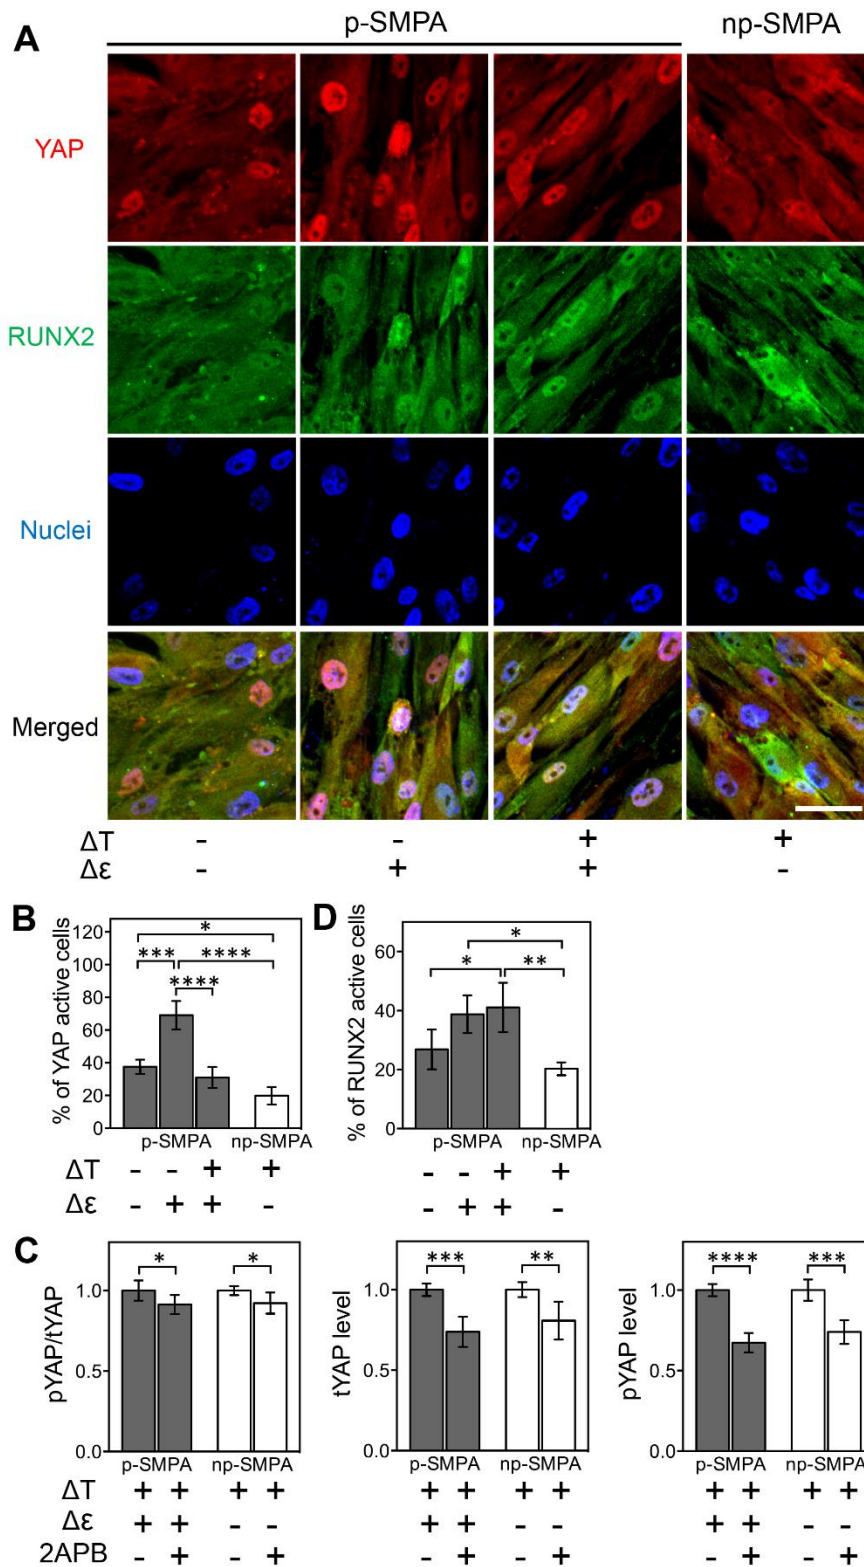 A
p-SMPA
np-SMPA
YAP
RUNX2
Nuclei
Merged
ΔT - - + +
Δε - + + -
B
% of YAP active cells
120
100
80
60
40
20
0
* *** **** ****
p-SMPA np-SMPA
ΔT - - + +
Δε - + + -
D
% of RUNX2 active cells
60
40
20
0
* * **
p-SMPA np-SMPA
ΔT - - + +
Δε - + + -
C
pYAP/tYAP
1.0
0.5
0.0
* *
p-SMPA np-SMPA
tYAP level
1.0
0.5
0.0
*** **
p-SMPA np-SMPA
pYAP level
1.0
0.5
0.0
**** ***
p-SMPA np-SMPA
ΔT + + + + + + + + + + + +
Δε + + - - + + - - + + - -
2APB - + - + - + - + - + - +